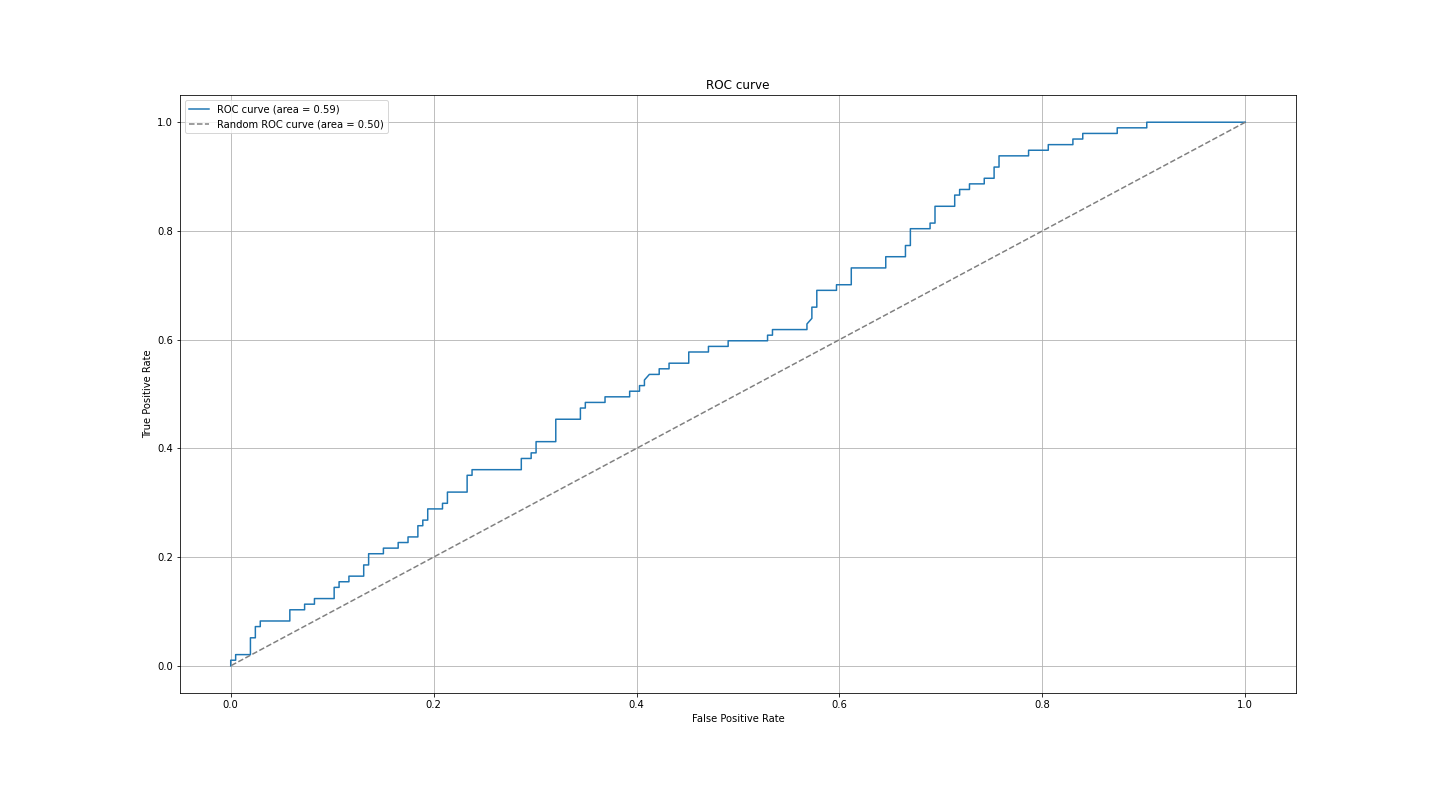 ROC curve
ROC curve (area = 0.59)
Random ROC curve (area = 0.50)
True Positive Rate
1.0
0.8
0.6
0.4
0.2
0.0
0.0 0.2 0.4 0.6 0.8 1.0
False Positive Rate